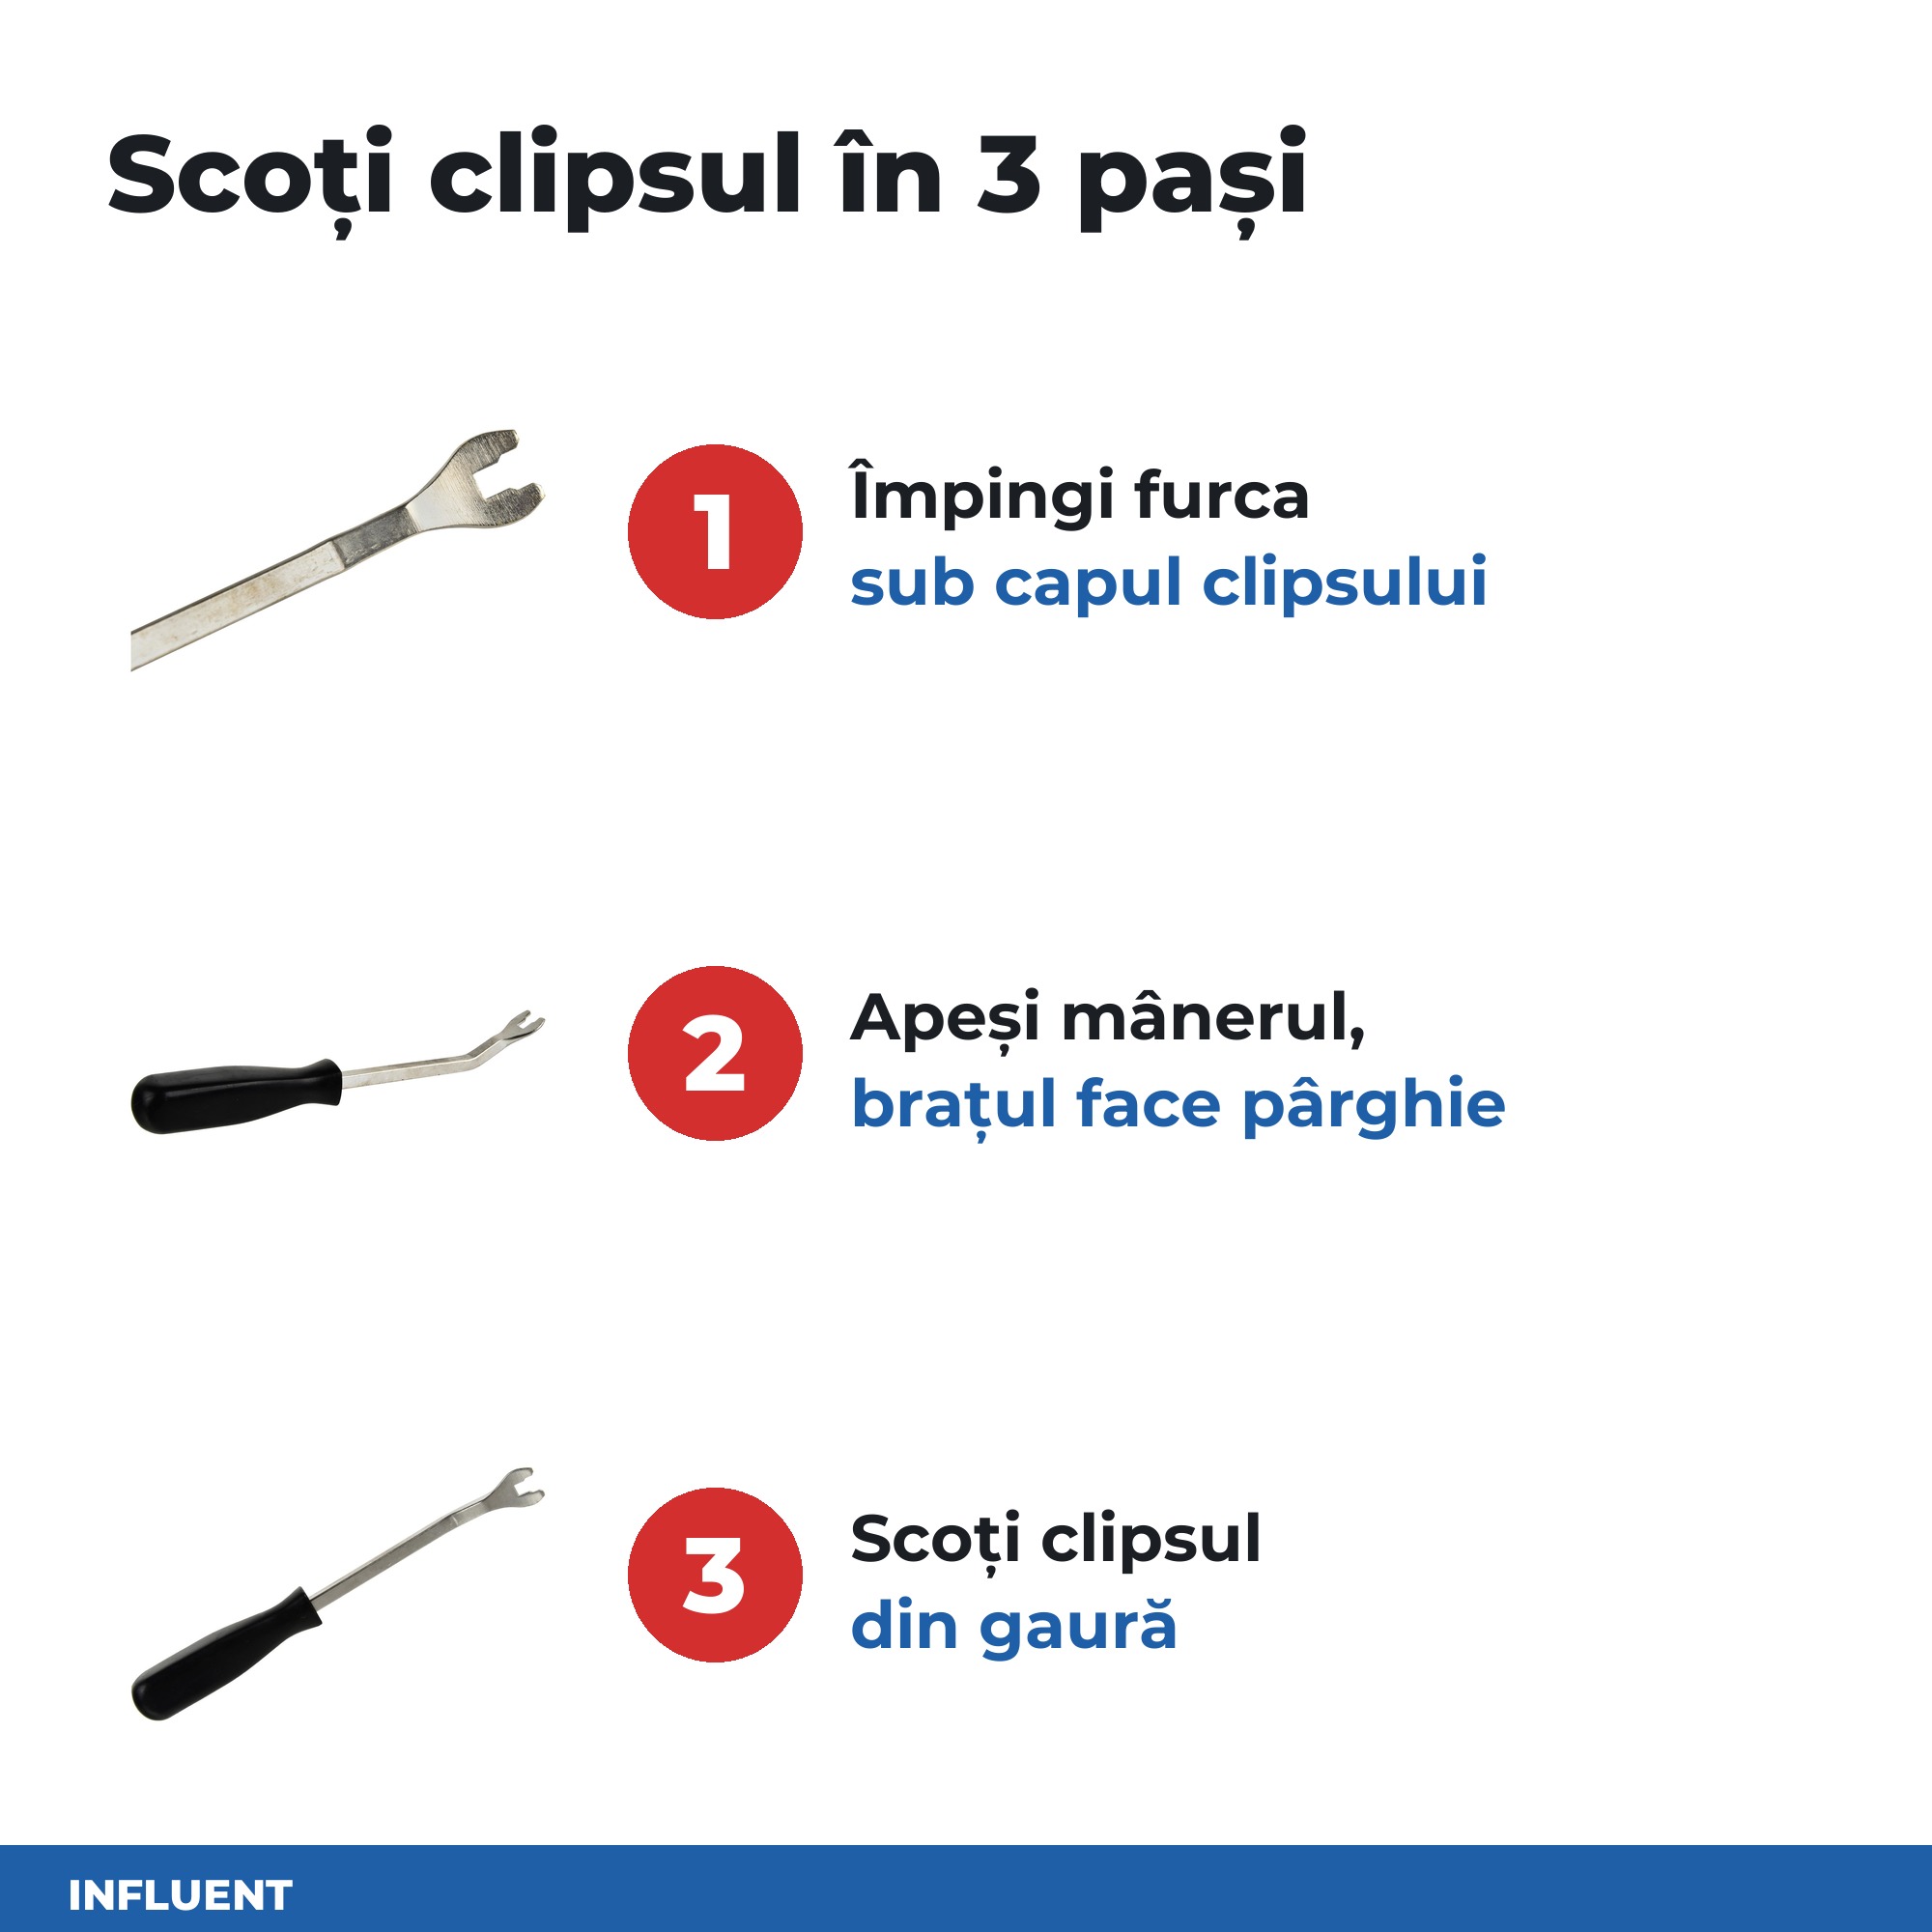 Scoți clipsul în 3 pași
1
Împingi furca
sub capul clipsului
2
Apeși mânerul,
brațul face pârghie
3
Scoți clipsul
din gaură
INFLUENT